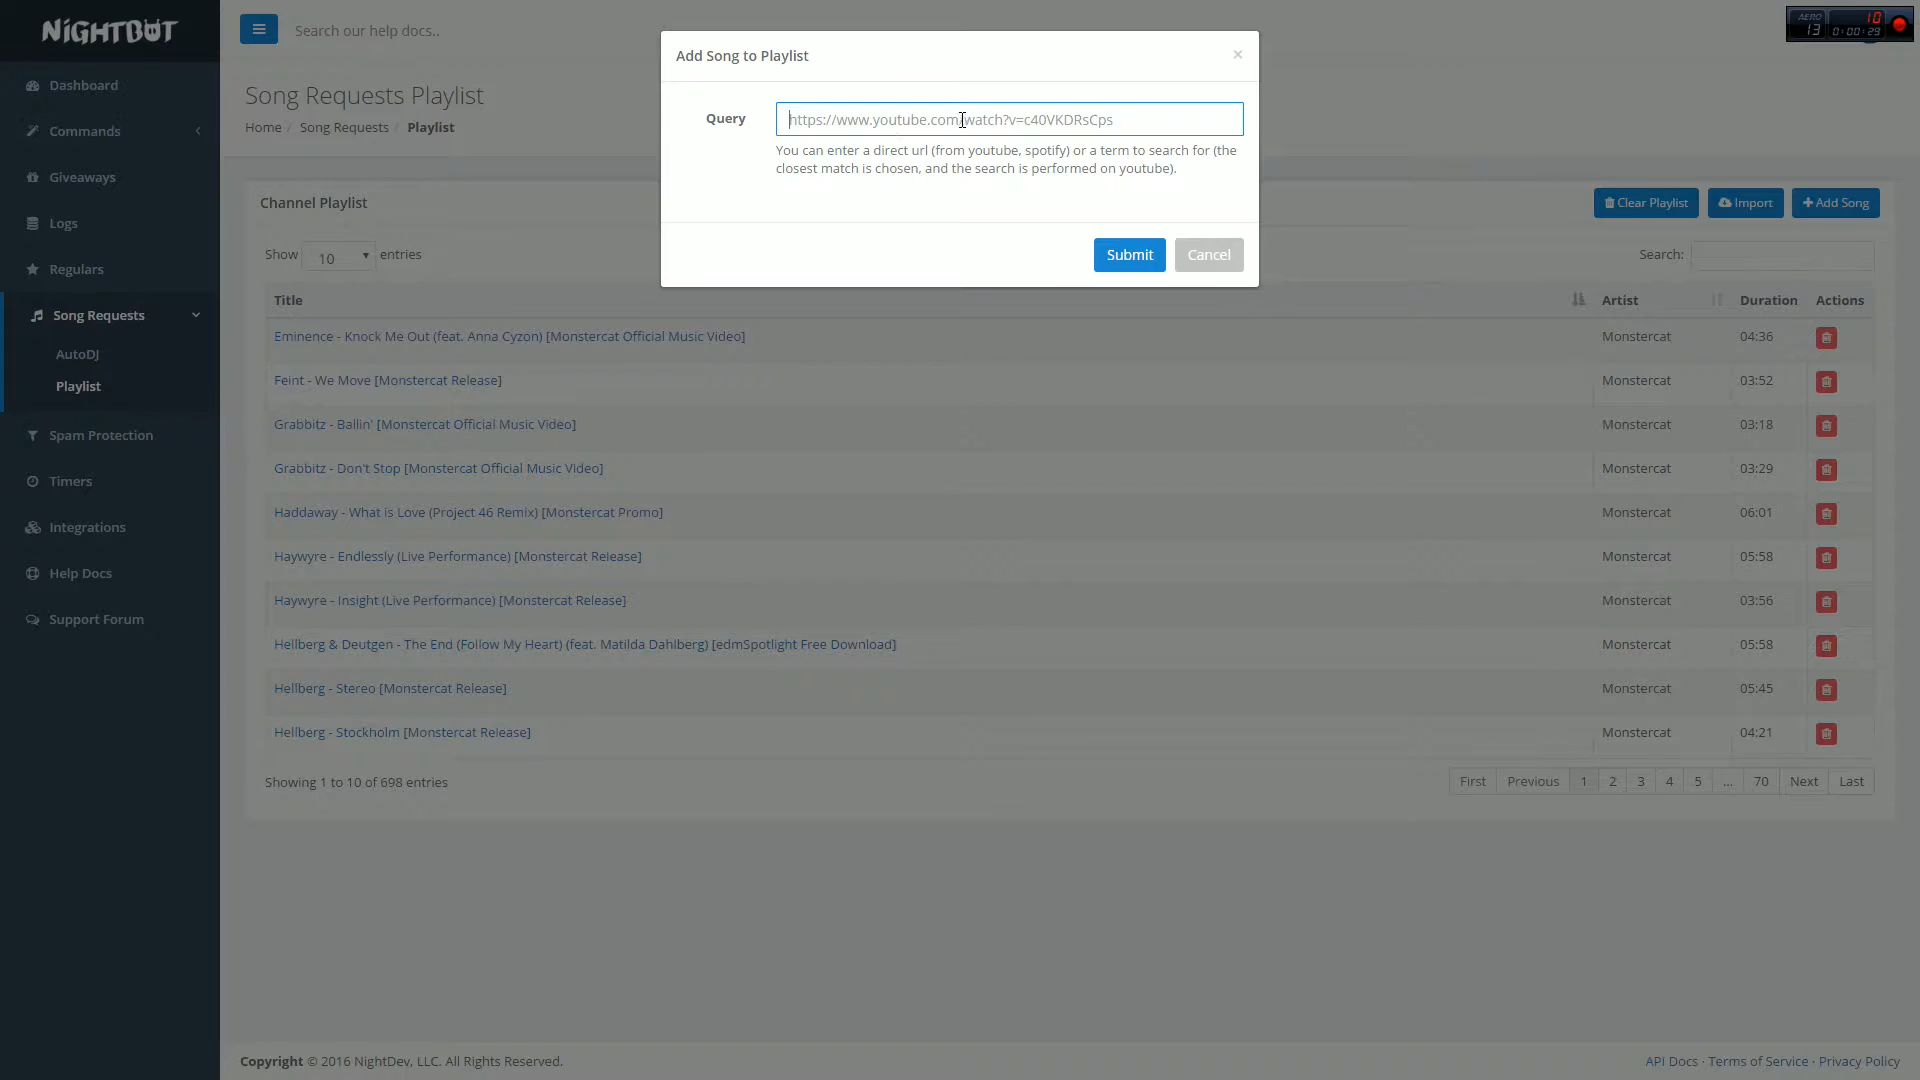 NIGHTBOT
Search our help docs..
AERO
13
10
0:00:29
Dashboard
Commands
Giveaways
Logs
Regulars
Song Requests
AutoDJ
Playlist
Spam Protection
Timers
Integrations
Help Docs
Support Forum
Song Requests Playlist
Home / Song Requests / Playlist
Add Song to Playlist ×
Query https://www.youtube.com/watch?v=c40VKDRsCps
You can enter a direct url (from youtube, spotify) or a term to search for (the
closest match is chosen, and the search is performed on youtube).
Submit Cancel
Channel Playlist
Clear Playlist Import + Add Song
Show 10 entries
Search:
Title Artist Duration Actions
Eminence - Knock Me Out (feat. Anna Cyzon) [Monstercat Official Music Video] Monstercat 04:36
Feint - We Move [Monstercat Release] Monstercat 03:52
Grabbitz - Ballin' [Monstercat Official Music Video] Monstercat 03:18
Grabbitz - Don't Stop [Monstercat Official Music Video] Monstercat 03:29
Haddaway - What is Love (Project 46 Remix) [Monstercat Promo] Monstercat 06:01
Haywyre - Endlessly (Live Performance) [Monstercat Release] Monstercat 05:58
Haywyre - Insight (Live Performance) [Monstercat Release] Monstercat 03:56
Hellberg & Deutgen - The End (Follow My Heart) (feat. Matilda Dahlberg) [edmSpotlight Free Download] Monstercat 05:58
Hellberg - Stereo [Monstercat Release] Monstercat 05:45
Hellberg - Stockholm [Monstercat Release] Monstercat 04:21
Showing 1 to 10 of 698 entries
First Previous 1 2 3 4 5 ... 70 Next Last
Copyright © 2016 NightDev, LLC. All Rights Reserved.
API Docs · Terms of Service · Privacy Policy